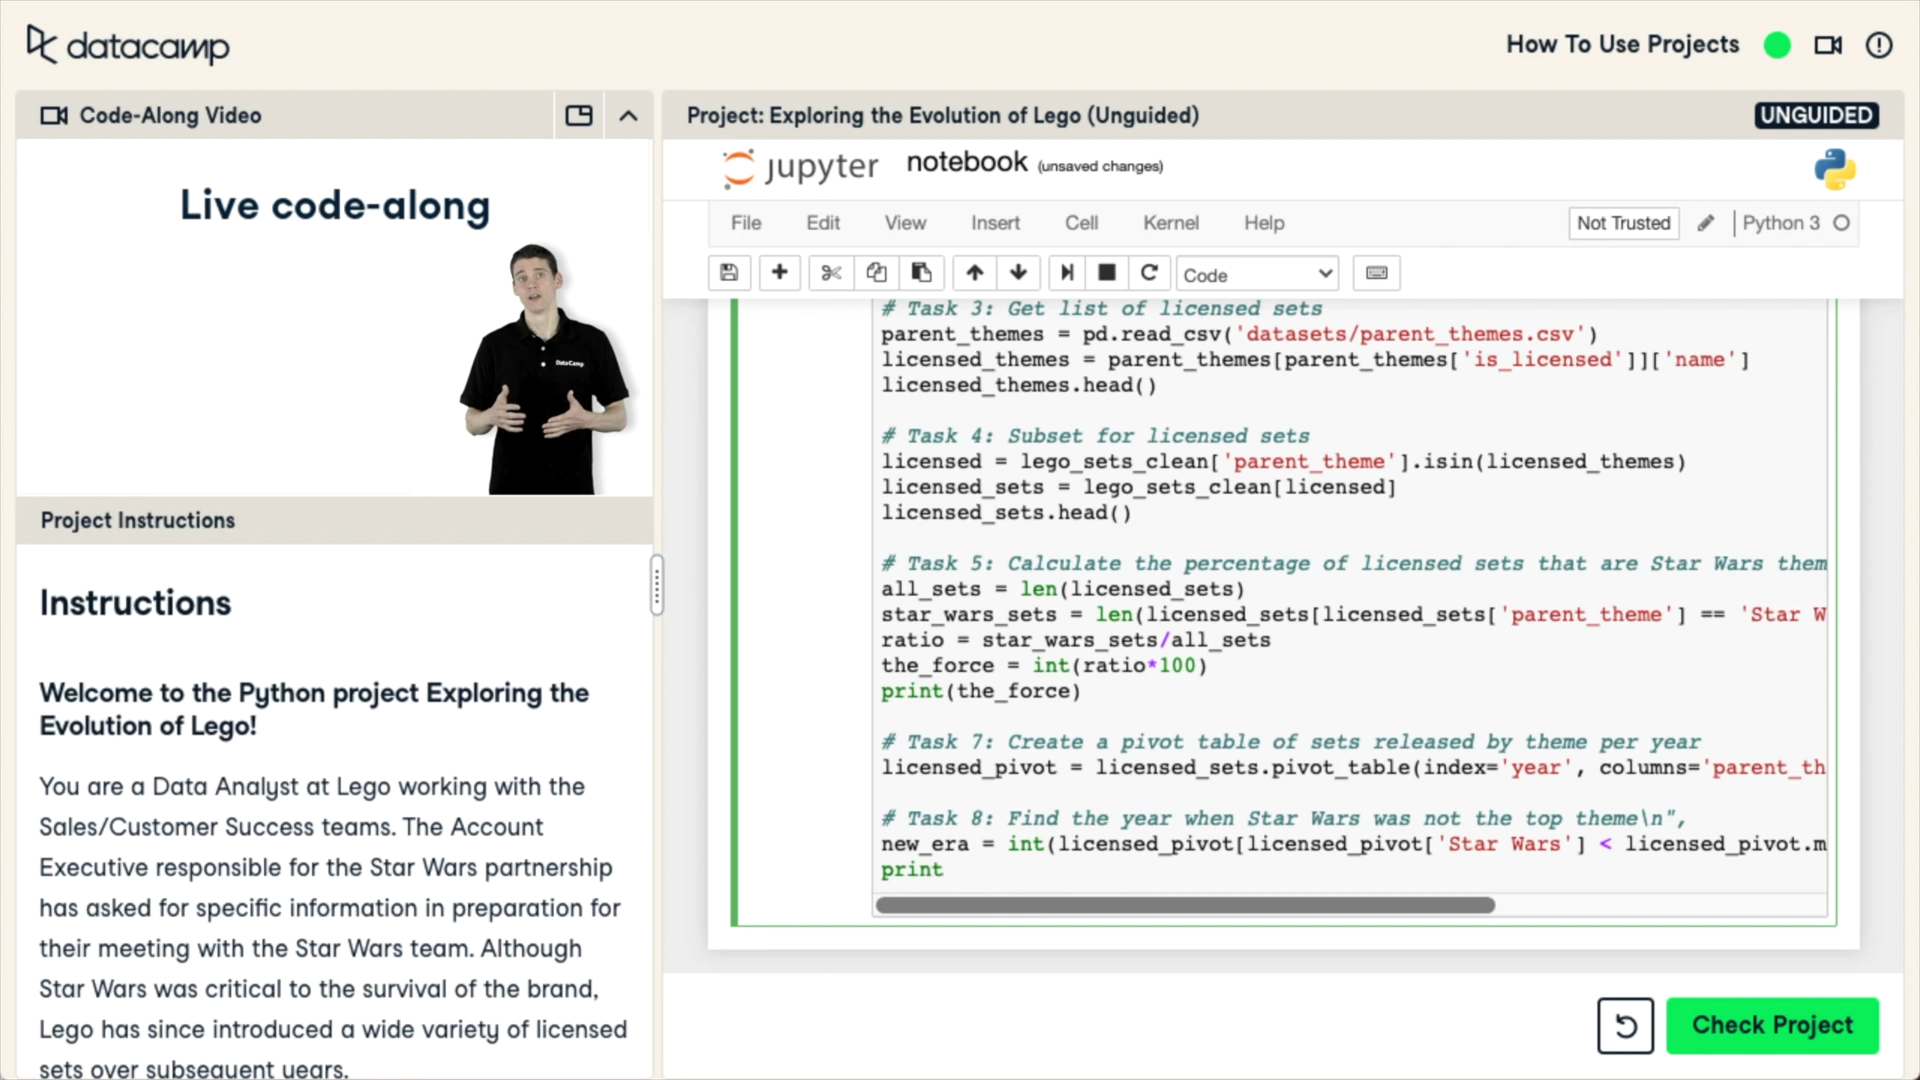 datacamp
How To Use Projects
Code-Along Video
Live code-along
DataCamp
Project Instructions
Instructions
Welcome to the Python project Exploring the
Evolution of Lego!
You are a Data Analyst at Lego working with the
Sales/Customer Success teams. The Account
Executive responsible for the Star Wars partnership
has asked for specific information in preparation for
their meeting with the Star Wars team. Although
Star Wars was critical to the survival of the brand,
Lego has since introduced a wide variety of licensed
sets over subsequent years.
Project: Exploring the Evolution of Lego (Unguided)
UNGUIDED
jupyter notebook (unsaved changes)
File Edit View Insert Cell Kernel Help
Not Trusted
Python 3
Code
# Task 3: Get list of licensed sets
parent_themes = pd.read_csv('datasets/parent_themes.csv')
licensed_themes = parent_themes[parent_themes['is_licensed']]['name']
licensed_themes.head()
# Task 4: Subset for licensed sets
licensed = lego_sets_clean['parent_theme'].isin(licensed_themes)
licensed_sets = lego_sets_clean[licensed]
licensed_sets.head()
# Task 5: Calculate the percentage of licensed sets that are Star Wars them
all_sets = len(licensed_sets)
star_wars_sets = len(licensed_sets[licensed_sets['parent_theme'] == 'Star W
ratio = star_wars_sets/all_sets
the_force = int(ratio*100)
print(the_force)
# Task 7: Create a pivot table of sets released by theme per year
licensed_pivot = licensed_sets.pivot_table(index='year', columns='parent_th
# Task 8: Find the year when Star Wars was not the top theme\n",
new_era = int(licensed_pivot[licensed_pivot['Star Wars'] < licensed_pivot.m
print
Check Project